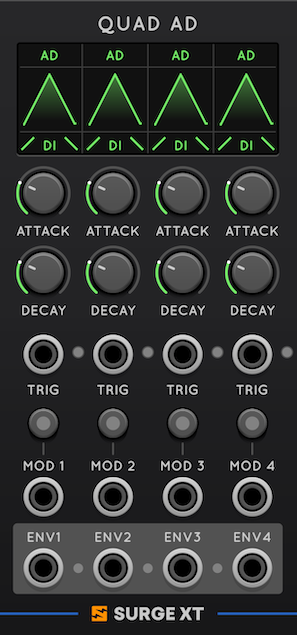 QUAD AD
AD AD AD AD
DI DI DI DI
ATTACK ATTACK ATTACK ATTACK
DECAY DECAY DECAY DECAY
TRIG TRIG TRIG TRIG
MOD 1 MOD 2 MOD 3 MOD 4
ENV1 ENV2 ENV3 ENV4
SURGE XT